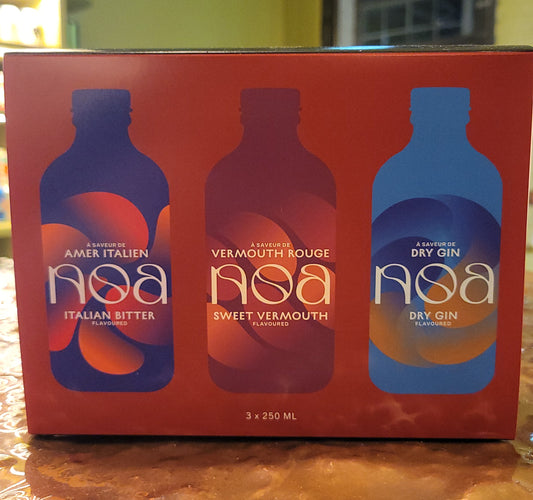 À SAVEUR DE
AMER ITALIEN
noa
ITALIAN BITTER
FLAVOURED
À SAVEUR DE
VERMOUTH ROUGE
noa
SWEET VERMOUTH
FLAVOURED
À SAVEUR DE
DRY GIN
noa
DRY GIN
FLAVOURED
3 x 250 ML